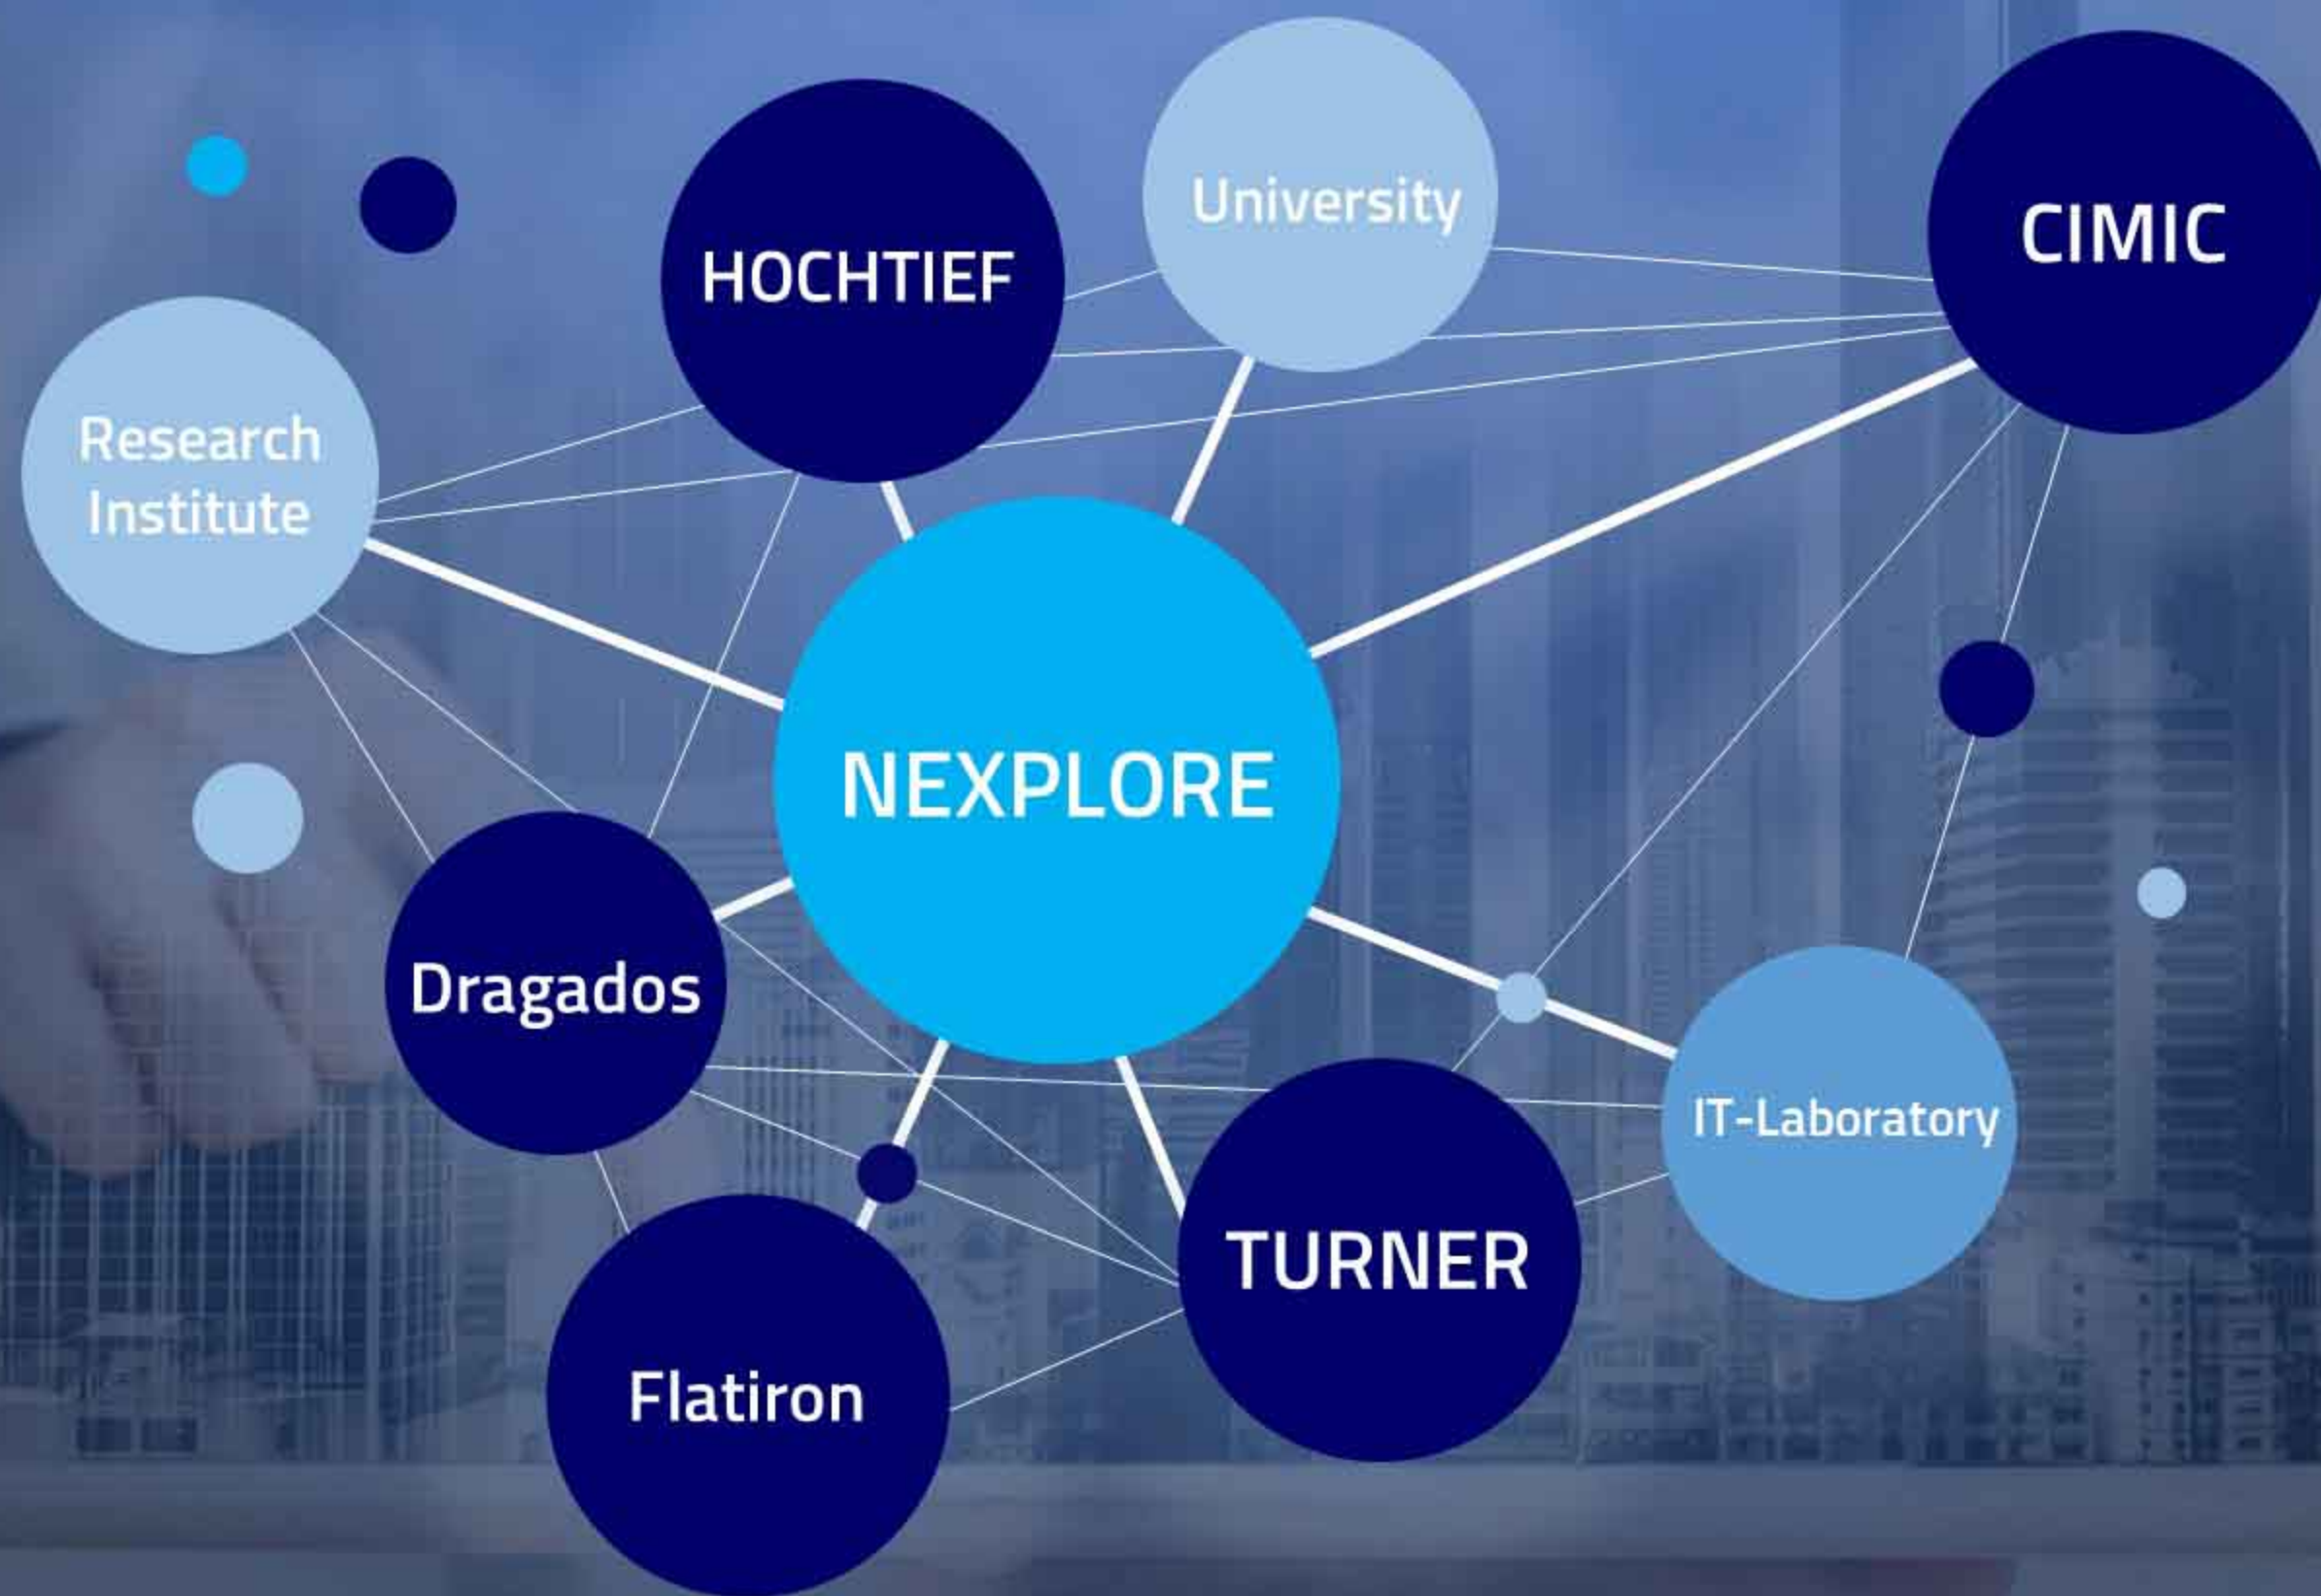 University
CIMIC
HOCHTIEF
Research
Institute
NEXPLORE
Dragados
IT-Laboratory
TURNER
Flatiron